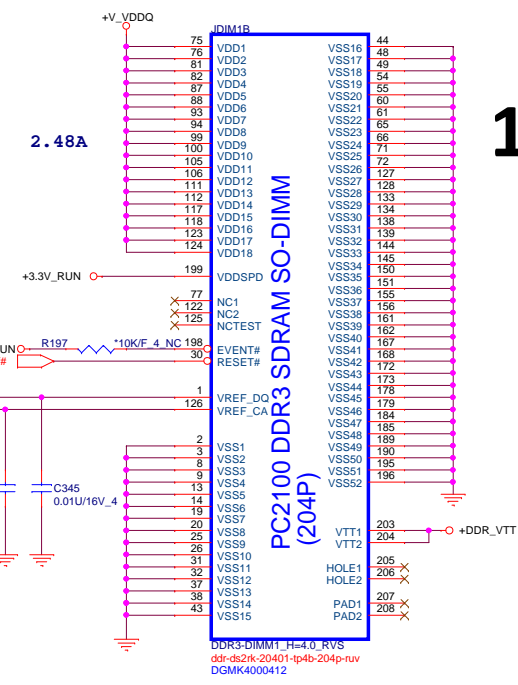 +V_VDDQ
JDIM1B
75 VDD1 VSS16 44
76 VDD2 VSS17 48
81 VDD3 VSS18 49
82 VDD4 VSS19 54
87 VDD5 VSS20 55
88 VDD6 VSS21 60
93 VDD7 VSS22 61
94 VDD8 VSS23 65
99 VDD9 VSS24 66
100 VDD10 VSS25 71
105 VDD11 VSS26 72
106 VDD12 VSS27 127
111 VDD13 VSS28 128
112 VDD14 VSS29 133
117 VDD15 VSS30 134
118 VDD16 VSS31 138
123 VDD17 VSS32 139
124 VDD18 VSS33 144
VSS34 145
+3.3V_RUN 199 VDDSPD VSS35 150
VSS36 151
77 NC1 VSS37 155
122 NC2 VSS38 156
125 NCTEST VSS39 161
VSS40 162
UN R197 *10K/F_4_NC 198 EVENT# VSS41 167
# 30 RESET# VSS42 168
VSS43 172
VSS44 173
1 VREF_DQ VSS45 178
126 VREF_CA VSS46 179
VSS47 184
VSS48 185
2 VSS1 VSS49 189
3 VSS2 VSS50 190
8 VSS3 VSS51 195
9 VSS4 VSS52 196
13 VSS5
14 VSS6
19 VSS7
20 VSS8 VTT1 203
25 VSS9 VTT2 204
26 VSS10
31 VSS11 HOLE1 205
32 VSS12 HOLE2 206
37 VSS13
38 VSS14 PAD1 207
43 VSS15 PAD2 208
2.48A
1
C345
0.01U/16V_4
+DDR_VTT
PC2100 DDR3 SDRAM SO-DIMM
(204P)
DDR3-DIMM1_H=4.0_RVS
ddr-ds2rk-20401-tp4b-204p-ruv
DGMK4000412